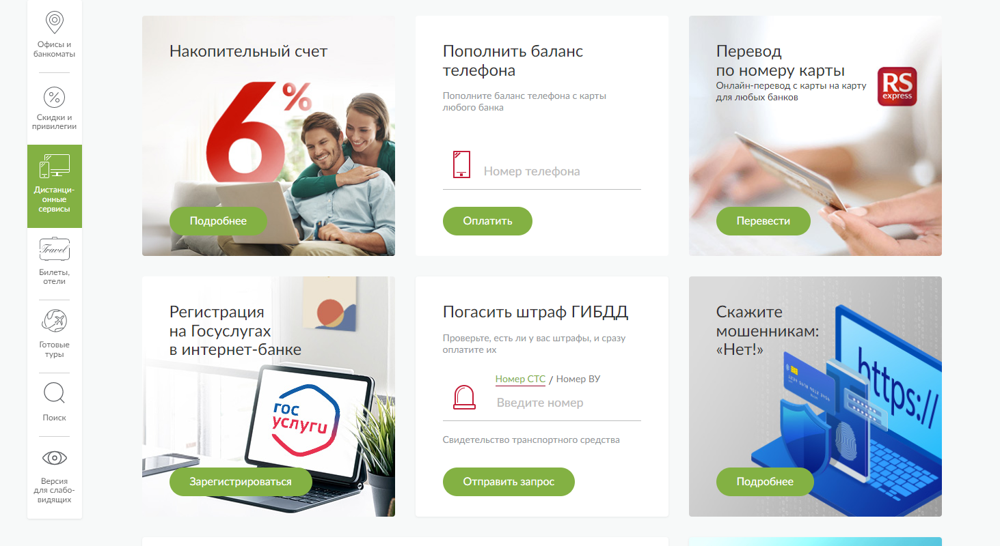 Офисы и
банкоматы
Скидки и
привилегии
Дистанци-
онные
сервисы
Travel
Билеты,
отели
Готовые
туры
Поиск
Версия
для слабо-
видящих
Накопительный счет
6%
Подробнее
Пополнить баланс
телефона
Пополните баланс телефона с карты
любого банка
Номер телефона
Оплатить
Перевод
по номеру карты
Онлайн-перевод с карты на карту
для любых банков
RS
express
Перевести
Регистрация
на Госуслугах
в интернет-банке
гос
услуги
Зарегистрироваться
Погасить штраф ГИБДД
Проверьте, есть ли у вас штрафы, и сразу
оплатите их
Номер СТС / Номер ВУ
Введите номер
Свидетельство транспортного средства
Отправить запрос
Скажите
мошенникам:
«Нет!»
https://
Подробнее